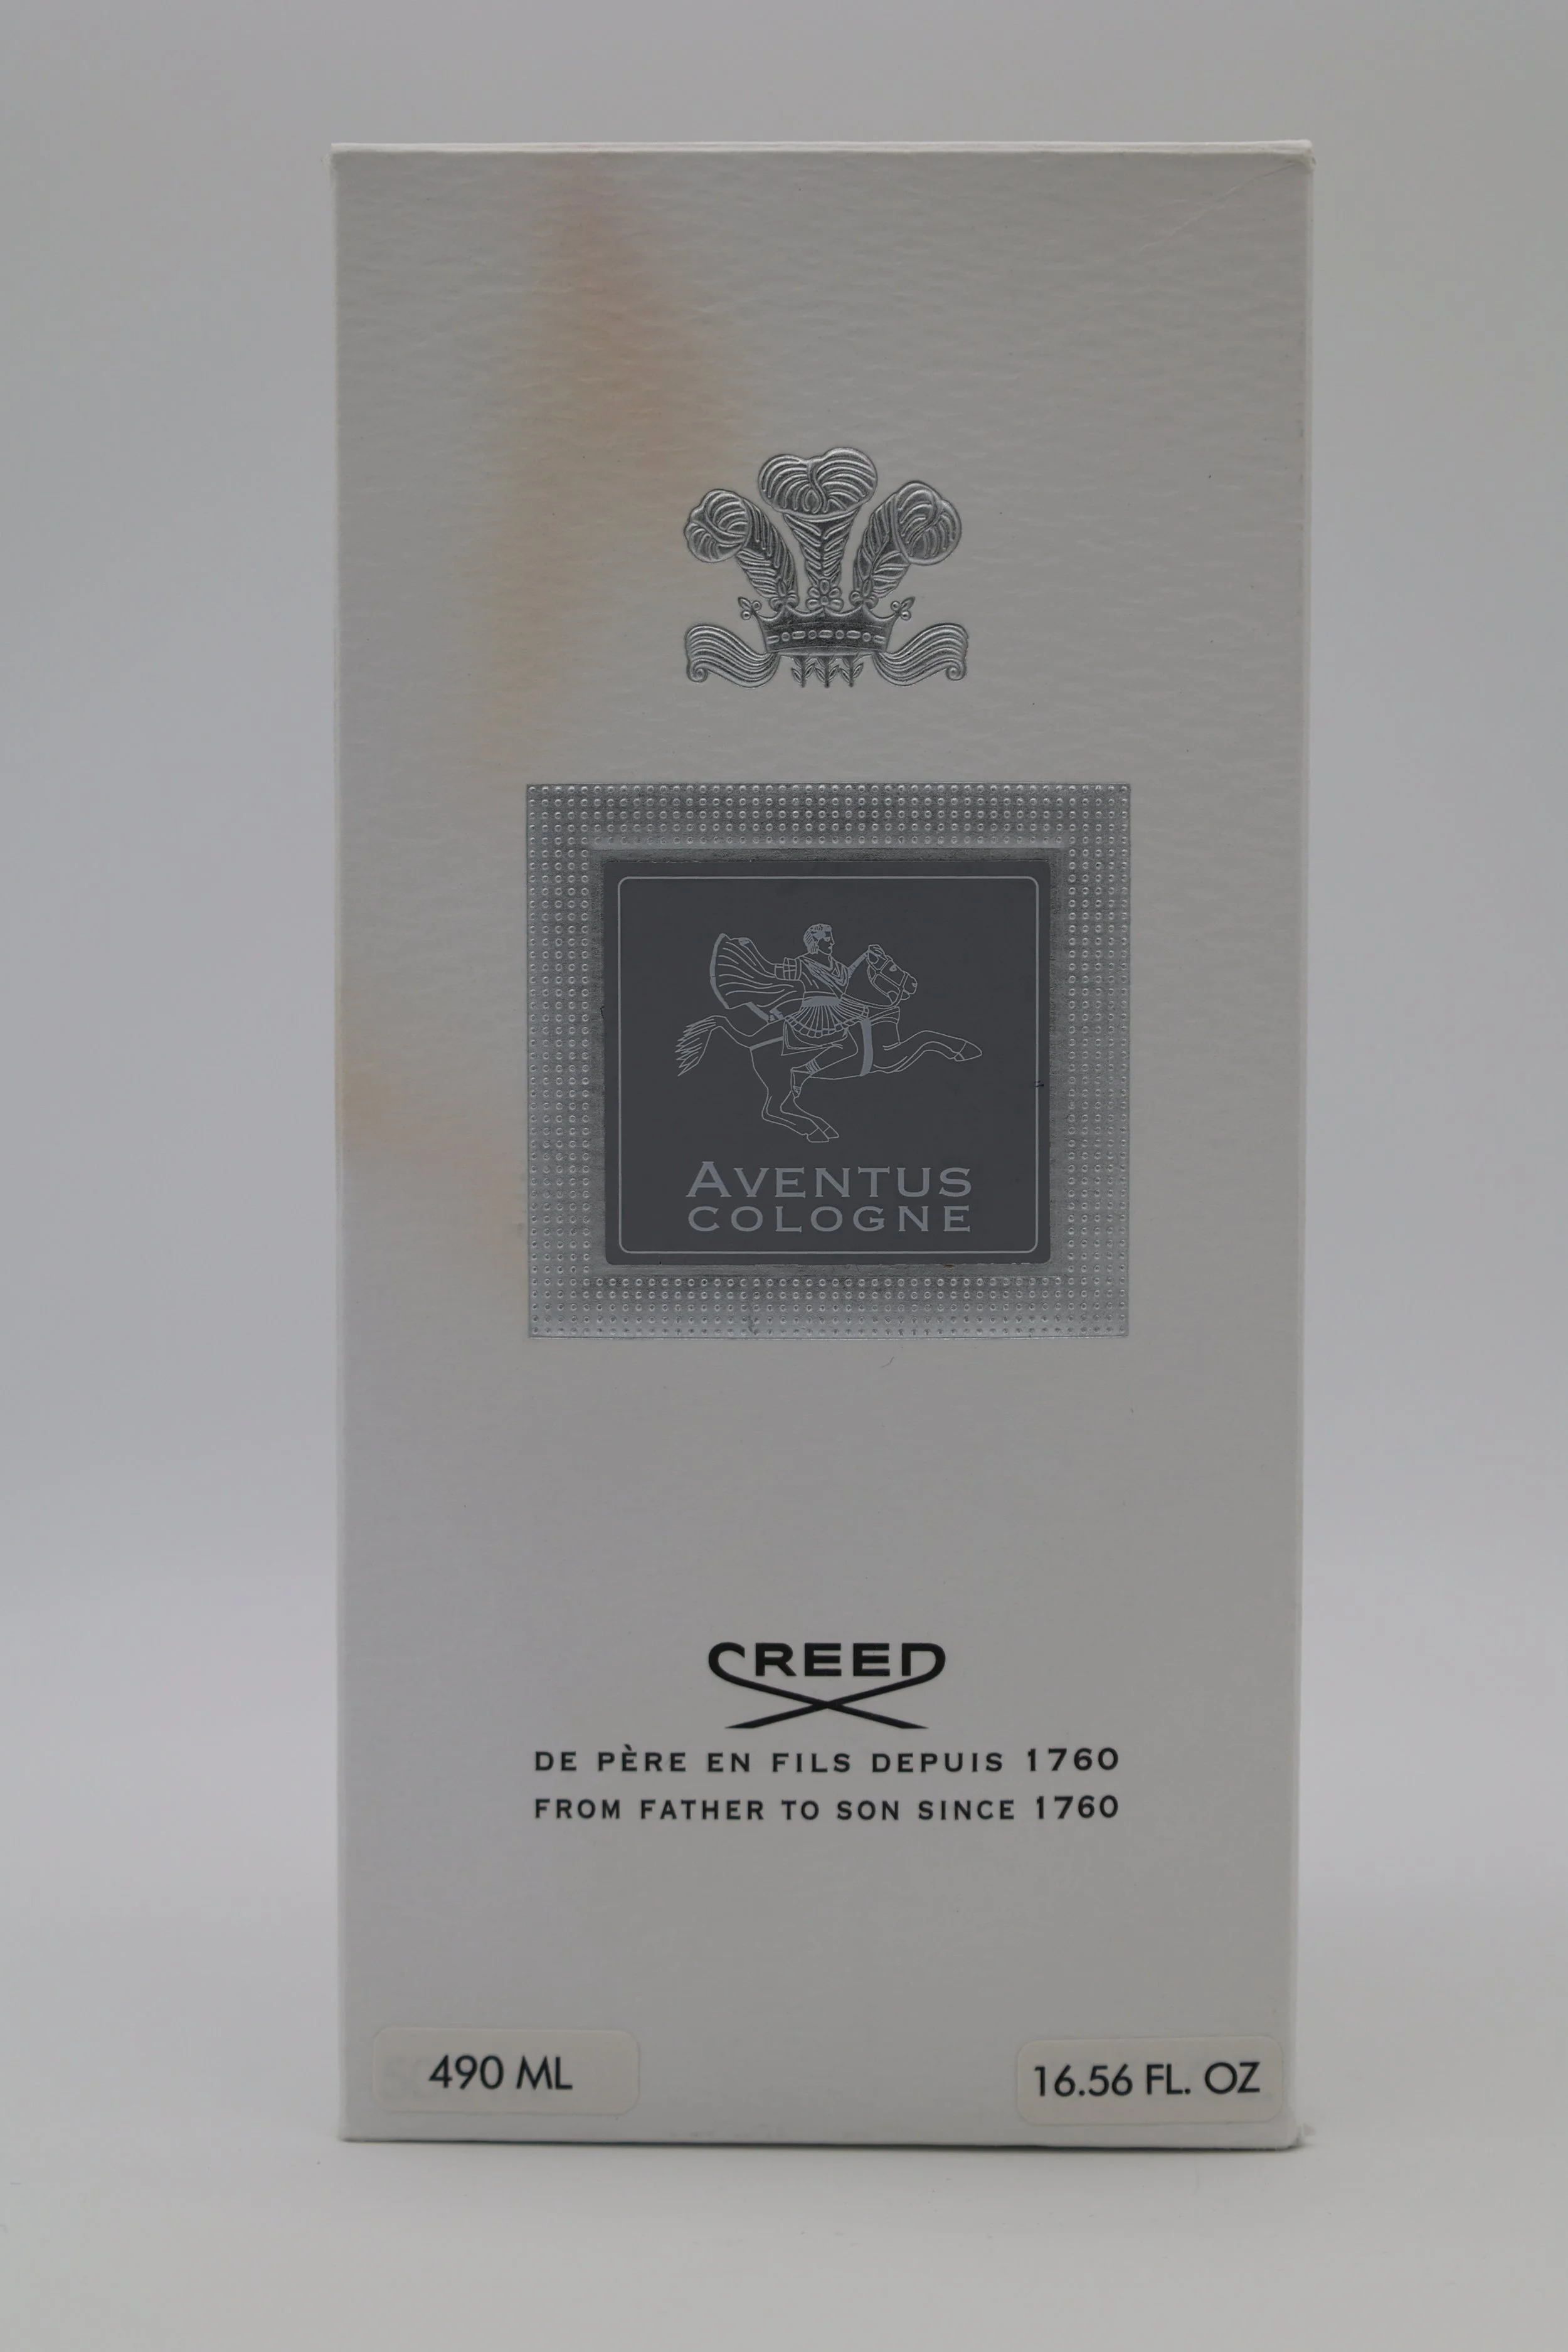 AVENTUS
COLOGNE
CREED
DE PÈRE EN FILS DEPUIS 1760
FROM FATHER TO SON SINCE 1760
490 ML
16.56 FL. OZ